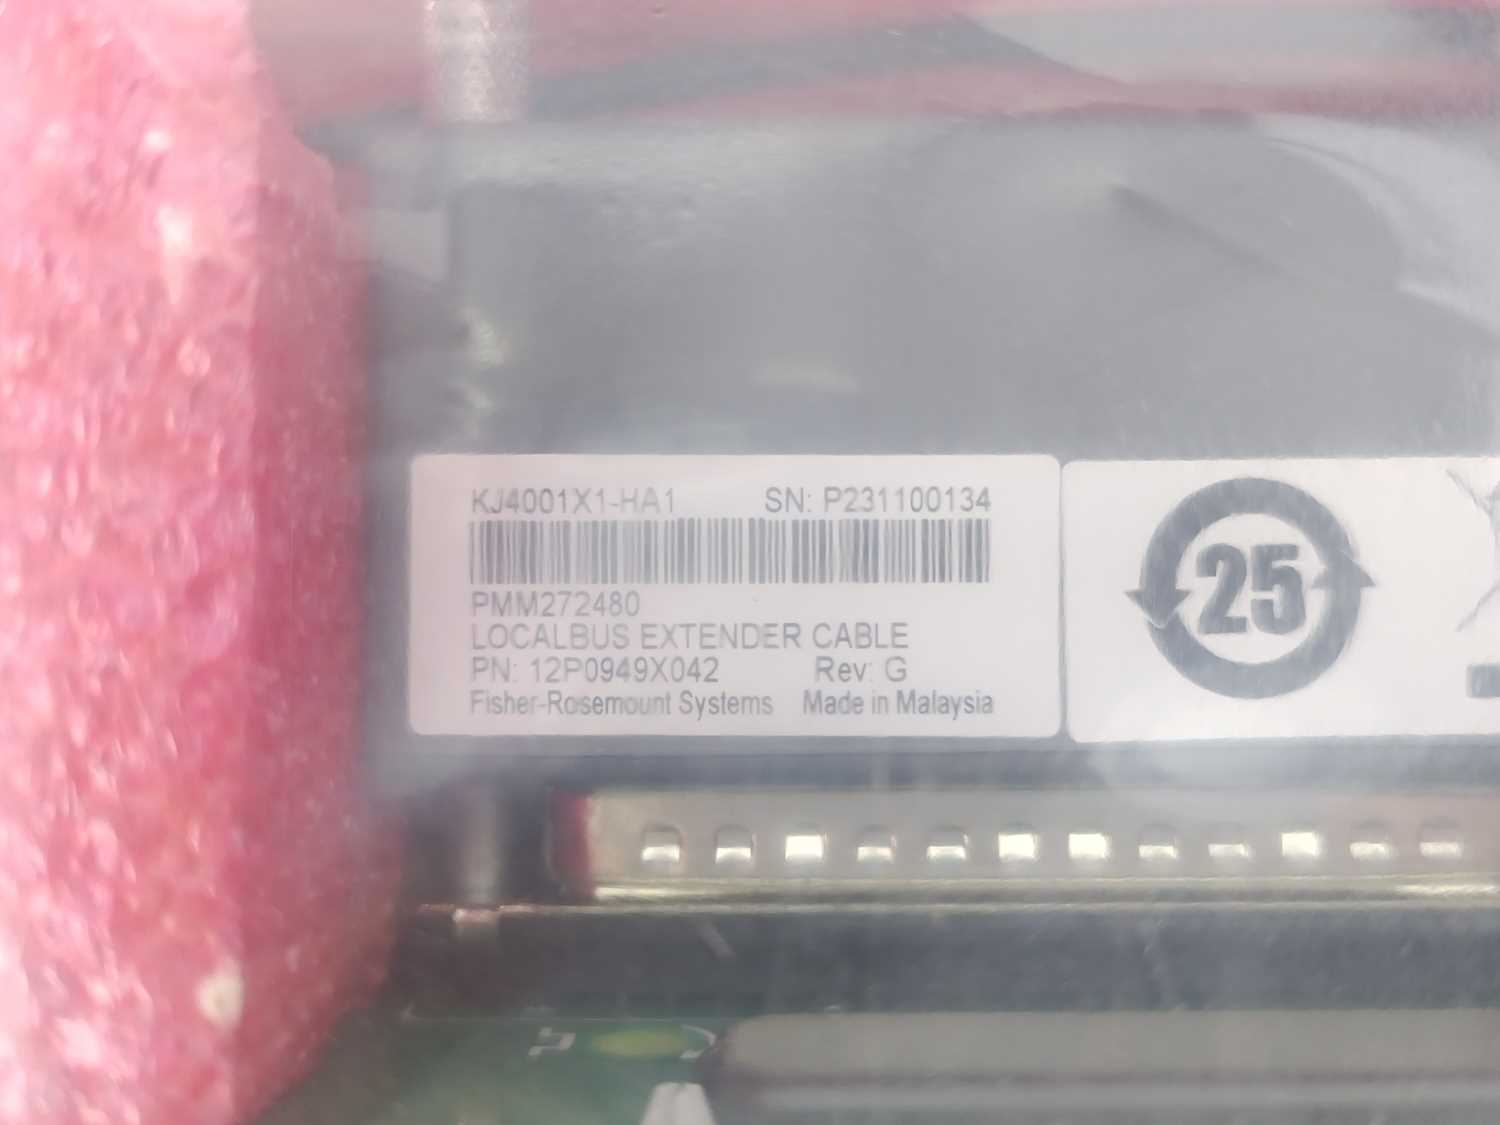 KJ4001X1-HA1 SN: P231100134
PMM272480
LOCALBUS EXTENDER CABLE
PN: 12P0949X042 Rev: G
Fisher-Rosemount Systems Made in Malaysia
25